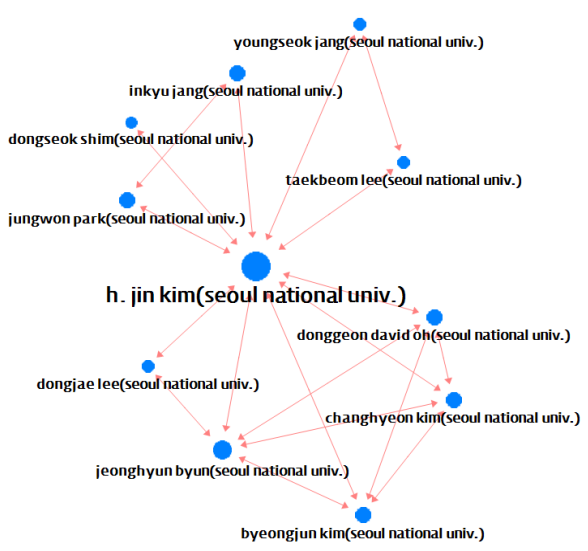 youngseok jang(seoul national univ.)
inkyu jang(seoul national univ.)
dongseok shim(seoul national univ.)
taekbeom lee(seoul national univ.)
jungwon park(seoul national univ.)
h. jin kim(seoul national univ.)
donggeon david oh(seoul national univ.)
dongjae lee(seoul national univ.)
changhyeon kim(seoul national univ.)
jeonghyun byun(seoul national univ.)
byeongjun kim(seoul national univ.)